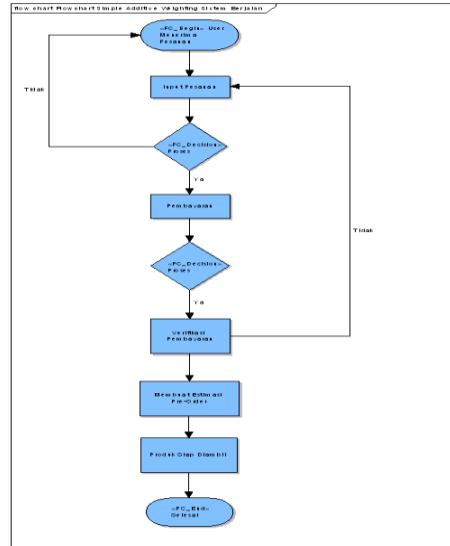 flow chart Flowchart Simple Additive Weighting Sistem Berjalan
«FC_Begin» User
Menerima
Pesanan
Tidak
Input Pesanan
«FC_Decision»
Proses
Ya
Pembayaran
«FC_Decision»
Proses
Tidak
Ya
Verifikasi
Pembayaran
Membuat Estimasi
Pre-Order
Produk Siap Diambil
«FC_End»
Selesai